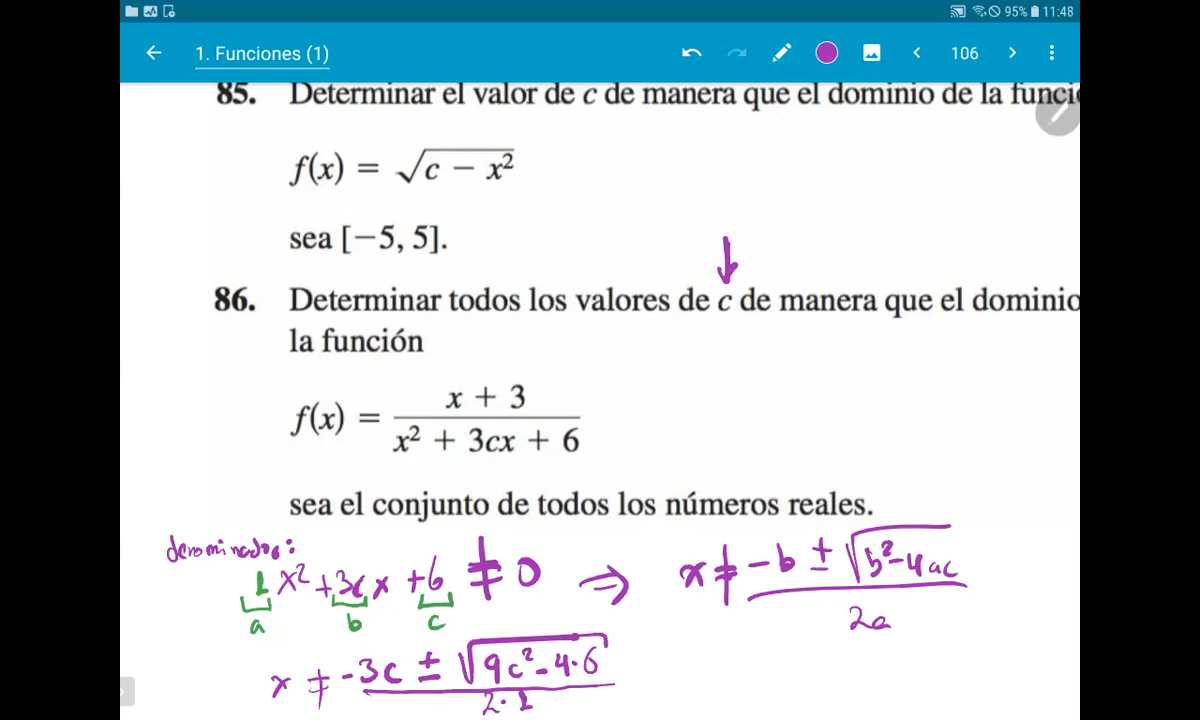 95% 11:48
1. Funciones (1) 106
85. Determinar el valor de c de manera que el dominio de la funci
f(x) = √(c − x²)
sea [−5, 5].
86. Determinar todos los valores de c de manera que el dominio
la función
f(x) = (x + 3)/(x² + 3cx + 6)
sea el conjunto de todos los números reales.
denominador:
1x² + 3cx + 6 ≠ 0 ⇒ x ≠ (-b ± √(b² - 4ac))/(2a)
a b c
x ≠ (-3c ± √(9c² - 4·6))/(2·1)